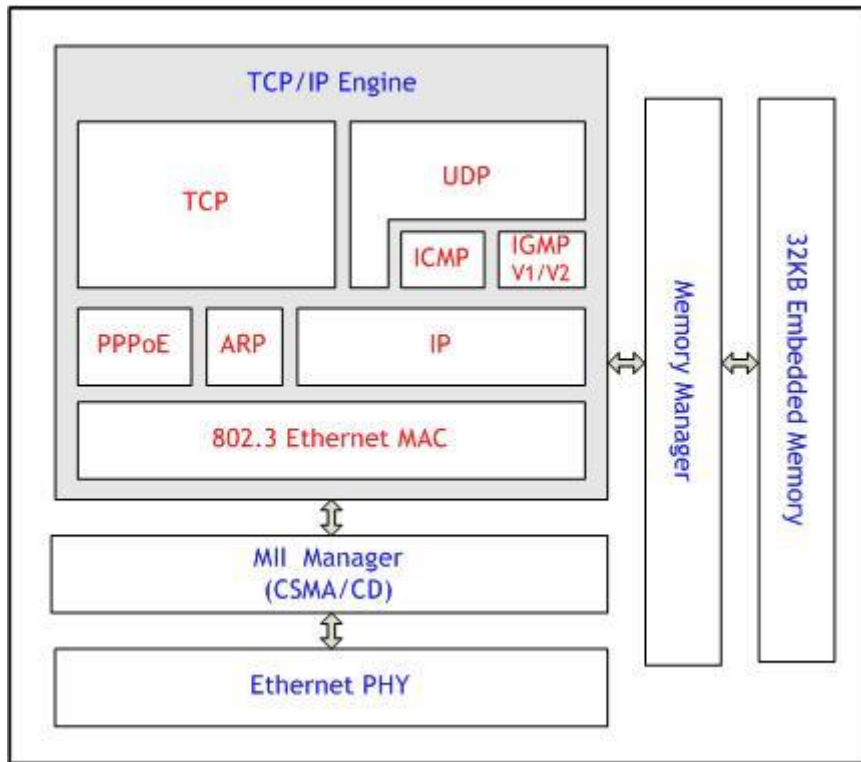 TCP/IP Engine
TCP
UDP
ICMP
IGMP
V1/V2
PPPoE
ARP
IP
802.3 Ethernet MAC
MII Manager
(CSMA/CD)
Ethernet PHY
Memory Manager
32KB Embedded Memory